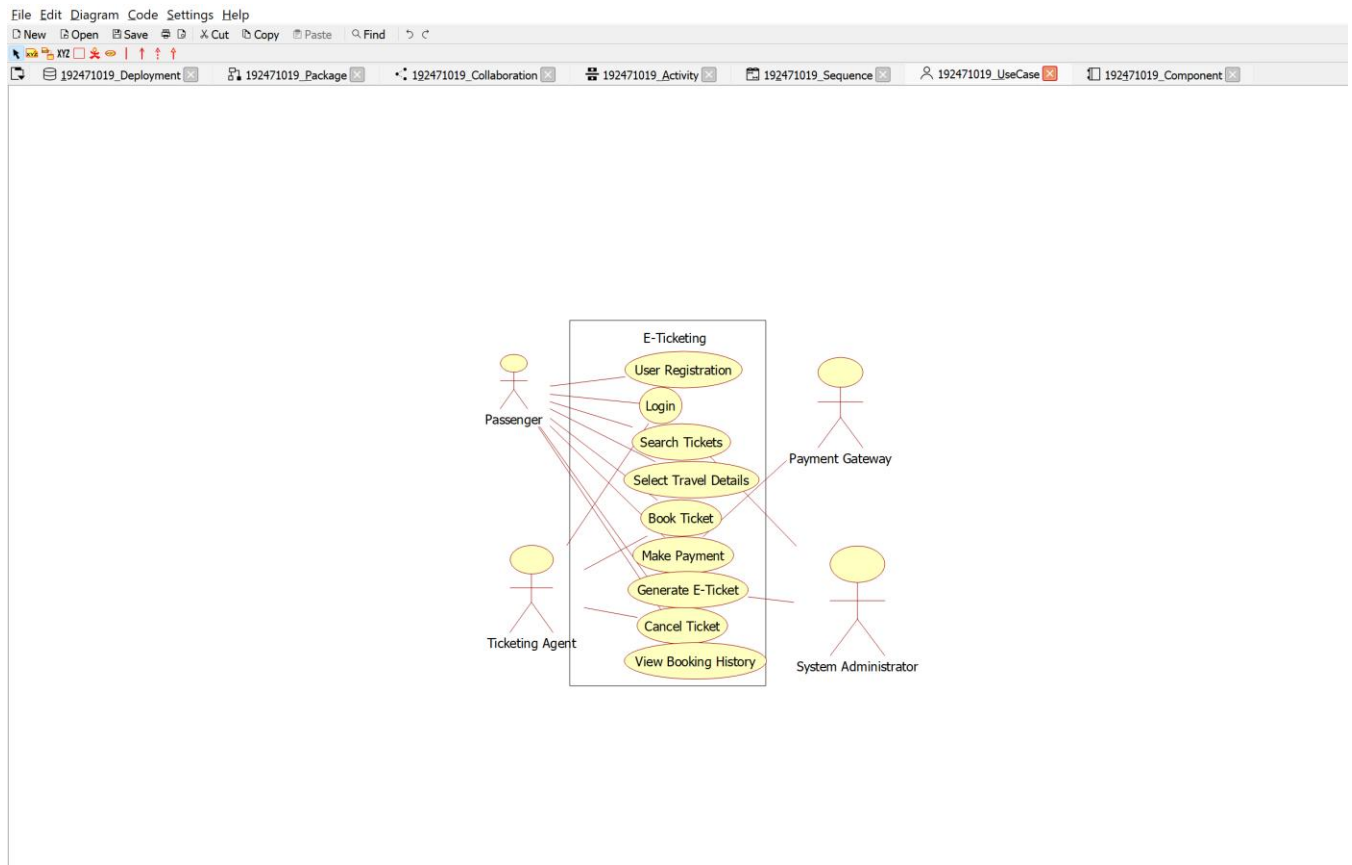 File Edit Diagram Code Settings Help
New Open Save Cut Copy Paste Find
XYZ XYZ
192471019_Deployment 192471019_Package 192471019_Collaboration 192471019_Activity 192471019_Sequence 192471019_UseCase 192471019_Component
E-Ticketing
User Registration
Login
Passenger
Search Tickets
Payment Gateway
Select Travel Details
Book Ticket
Make Payment
Generate E-Ticket
Cancel Ticket
Ticketing Agent
View Booking History
System Administrator